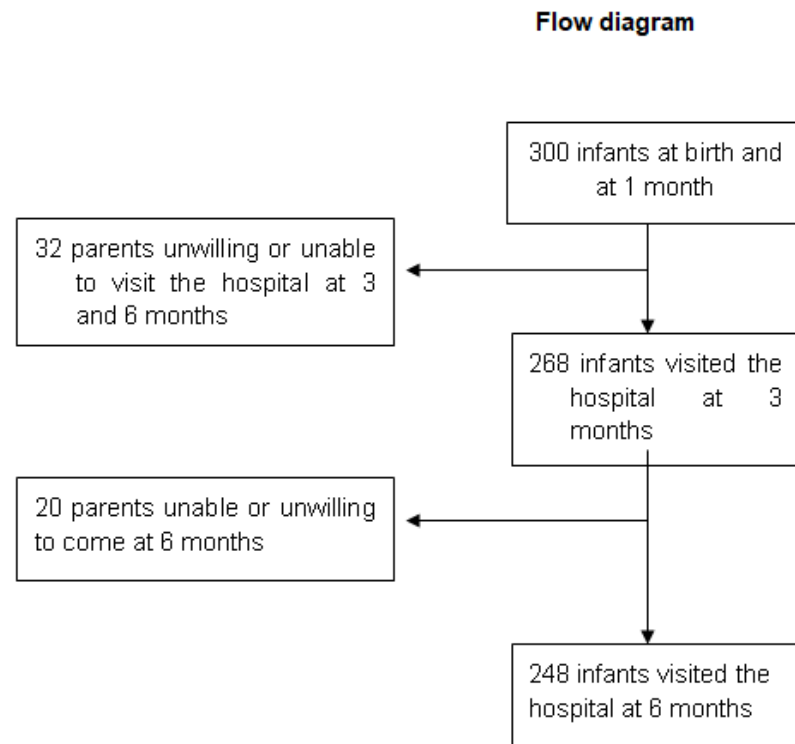 Flow diagram
300 infants at birth and
at 1 month
32 parents unwilling or unable
to visit the hospital at 3
and 6 months
268 infants visited the
hospital at 3
months
20 parents unable or unwilling
to come at 6 months
248 infants visited the
hospital at 6 months